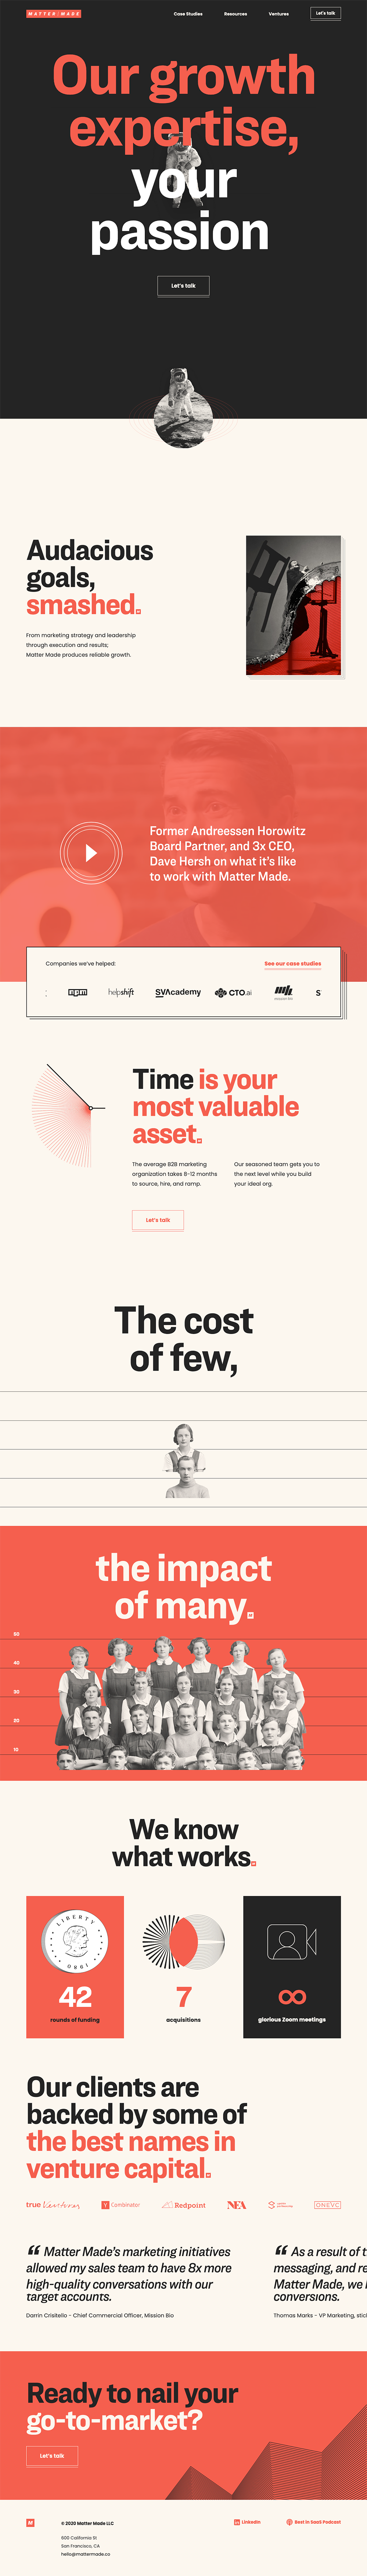 MATTER MADE
Case Studies Resources Ventures Let's talk
Our growth
expertise,
your
passion
Let's talk
Audacious
goals,
smashed.
From marketing strategy and leadership
through execution and results;
Matter Made produces reliable growth.
Former Andreessen Horowitz
Board Partner, and 3x CEO,
Dave Hersh on what it's like
to work with Matter Made.
Companies we've helped: See our case studies
npm helpshift SVAcademy CTO.ai S
Time is your
most valuable
asset.
The average B2B marketing
organization takes 8-12 months
to source, hire, and ramp.
Our seasoned team gets you to
the next level while you build
your ideal org.
Let's talk
The cost
of few,
the impact
of many.
50
40
30
20
10
We know
what works.
LIBERTY
42
rounds of funding
7
acquisitions
∞
glorious Zoom meetings
Our clients are
backed by some of
the best names in
venture capital.
true Ventures Y Combinator Redpoint NEA ONEVC
“ Matter Made's marketing initiatives
allowed my sales team to have 8x more
high-quality conversations with our
target accounts.
Darrin Crisitello – Chief Commercial Officer, Mission Bio
“ As a result of t
messaging, and re
Matter Made, we
conversions.
Thomas Marks – VP Marketing, stic
Ready to nail your
go-to-market?
Let's talk
M © 2020 Matter Made LLC LinkedIn Best in SaaS Podcast
600 California St
San Francisco, CA
hello@mattermade.co